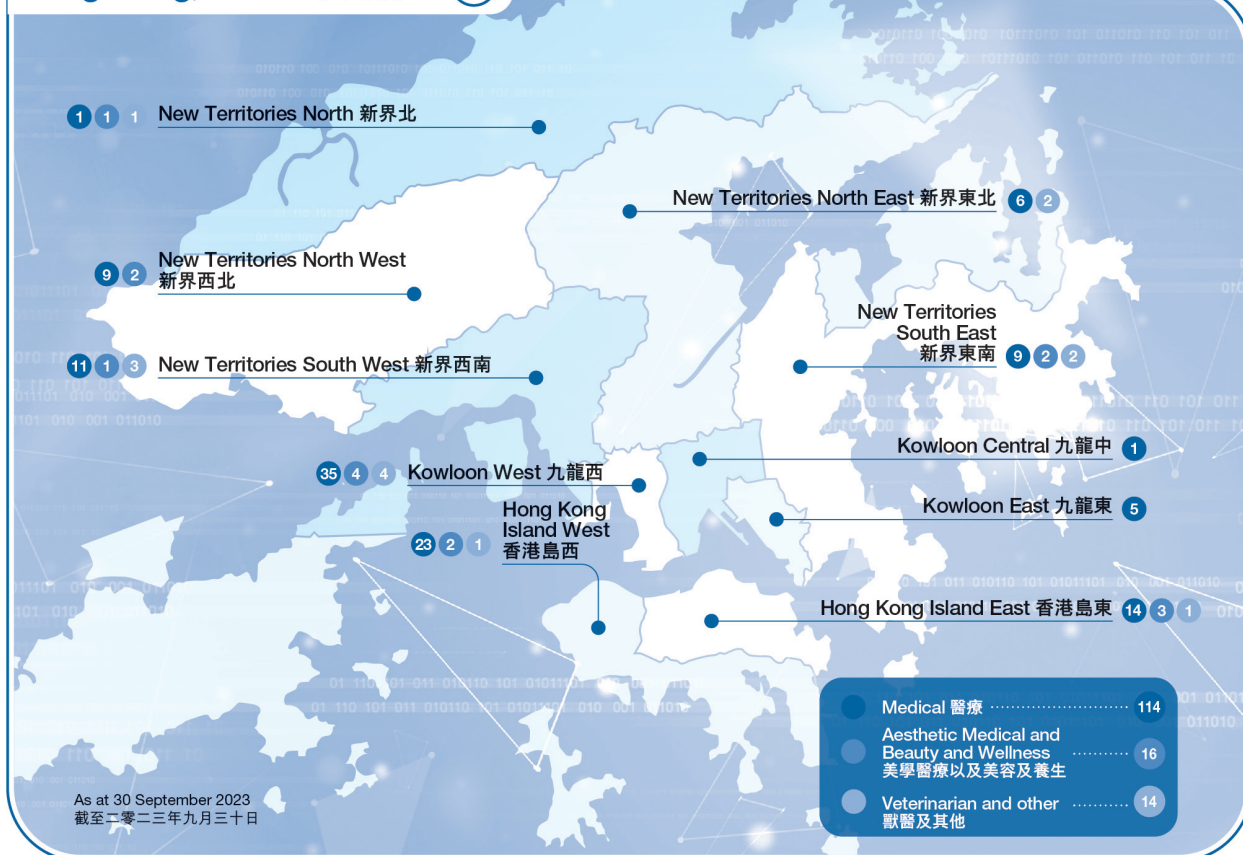 1 1 1 New Territories North 新界北
New Territories North East 新界東北 6 2
9 2 New Territories North West
新界西北
11 1 3 New Territories South West 新界西南
New Territories
South East
新界東南 9 2 2
Kowloon Central 九龍中 1
35 4 4 Kowloon West 九龍西
Kowloon East 九龍東 5
Hong Kong
Island West
23 2 1 香港島西
Hong Kong Island East 香港島東 14 3 1
Medical 醫療 114
Aesthetic Medical and
Beauty and Wellness 16
美學醫療以及美容及養生
Veterinarian and other 14
獸醫及其他
As at 30 September 2023
截至二零二三年九月三十日